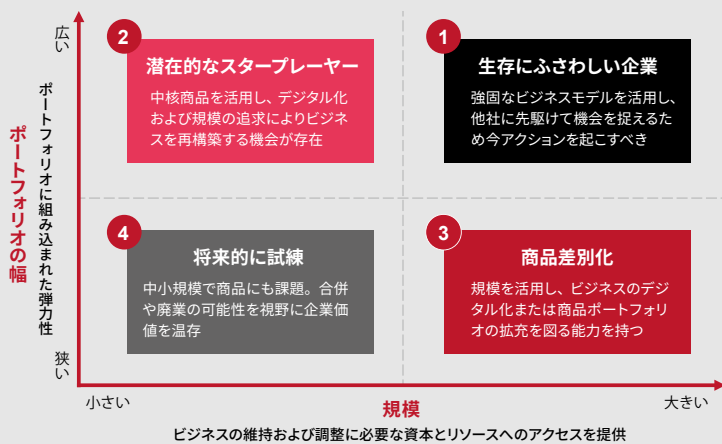 広い
ポートフォリオの幅
ポートフォリオに組み込まれた弾力性
狭い
2
潜在的なスタープレーヤー
中核商品を活用し、デジタル化
および規模の追求によりビジネ
スを再構築する機会が存在
1
生存にふさわしい企業
強固なビジネスモデルを活用し、
他社に先駆けて機会を捉えるた
め今アクションを起こすべき
4
将来的に試練
中小規模で商品にも課題。合併
や廃業の可能性を視野に企業価
値を温存
3
商品差別化
規模を活用し、ビジネスのデジ
タル化または商品ポートフォリ
オの拡充を図る能力を持つ
小さい
規模
大きい
ビジネスの維持および調整に必要な資本とリソースへのアクセスを提供